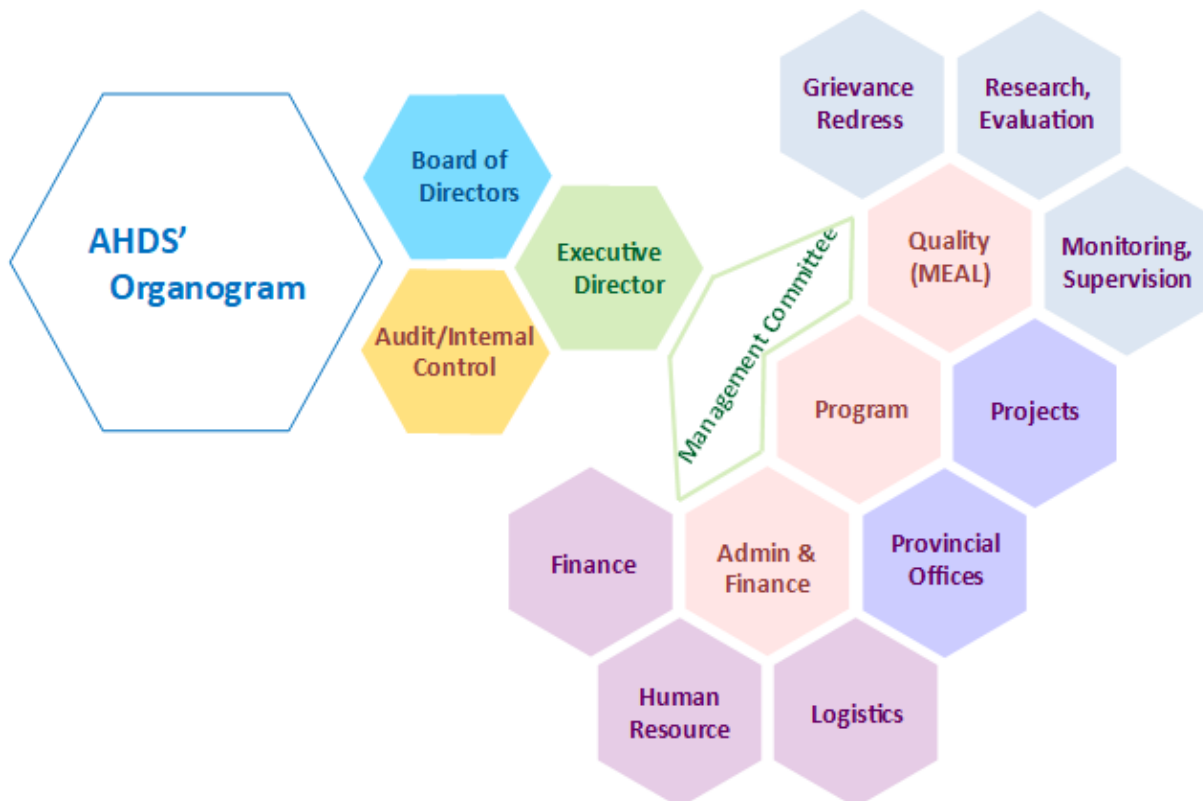 AHDS’
Organogram
Board of
Directors
Audit/Internal
Control
Executive
Director
Management Committee
Grievance
Redress
Research,
Evaluation
Quality
(MEAL)
Monitoring,
Supervision
Program
Projects
Finance
Admin &
Finance
Provincial
Offices
Human
Resource
Logistics